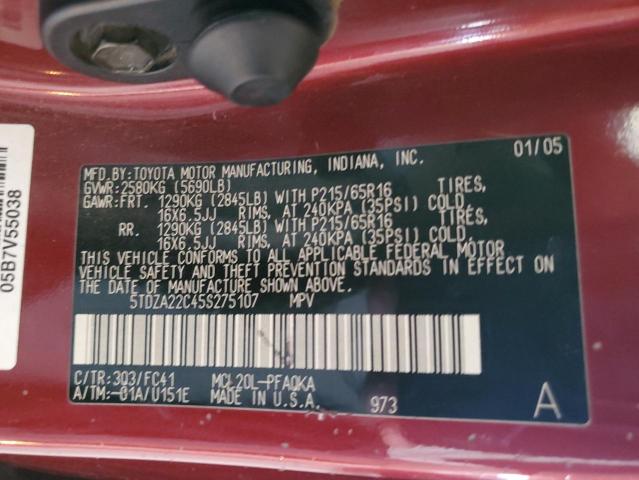 05B7V55038
MFD.BY:TOYOTA MOTOR MANUFACTURING, INDIANA, INC. 01/05
GVWR:2580KG (5690LB)
GAWR:FRT. 1290KG (2845LB) WITH P215/65R16 TIRES,
16X6.5JJ RIMS, AT 240KPA (35PSI) COLD.
RR. 1290KG (2845LB) WITH P215/65R16 TIRES,
16X6.5JJ RIMS, AT 240KPA (35PSI) COLD.
THIS VEHICLE CONFORMS TO ALL APPLICABLE FEDERAL MOTOR
VEHICLE SAFETY AND THEFT PREVENTION STANDARDS IN EFFECT ON
THE DATE OF MANUFACTURE SHOWN ABOVE.
5TDZA22C45S275107 MPV
C/TR:3Q3/FC41 MCL20L-PFAQKA
A/TM:-01A/U151E MADE IN U.S.A. 973 A